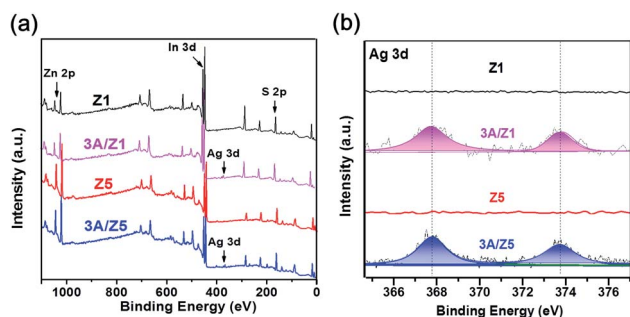 (a)
In 3d
Zn 2p
S 2p
Z1
3A/Z1
Ag 3d
Z5
3A/Z5
Ag 3d
Intensity (a.u.)
1000 800 600 400 200 0
Binding Energy (eV)
(b)
Ag 3d
Z1
3A/Z1
Z5
3A/Z5
Intensity (a.u.)
366 368 370 372 374 376
Binding Energy (eV)